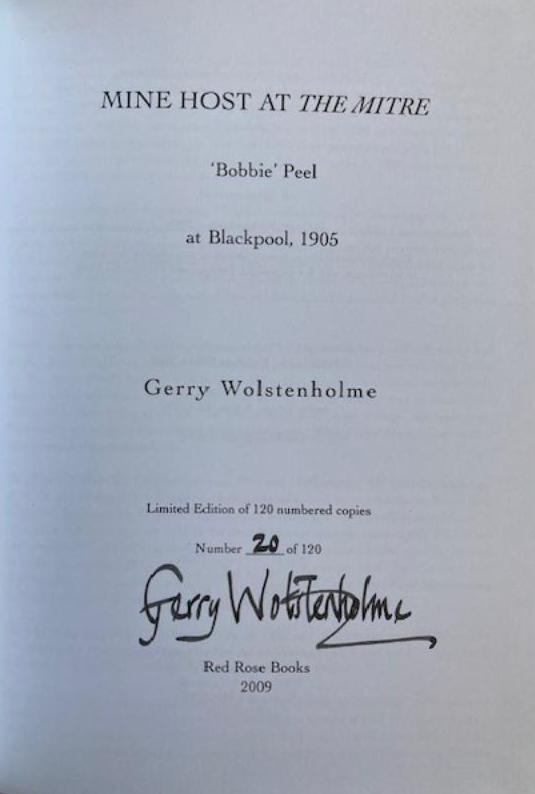 MINE HOST AT THE MITRE
'Bobbie' Peel
at Blackpool, 1905
Gerry Wolstenholme
Limited Edition of 120 numbered copies
Number 20 of 120
Gerry Wolstenholme
Red Rose Books
2009